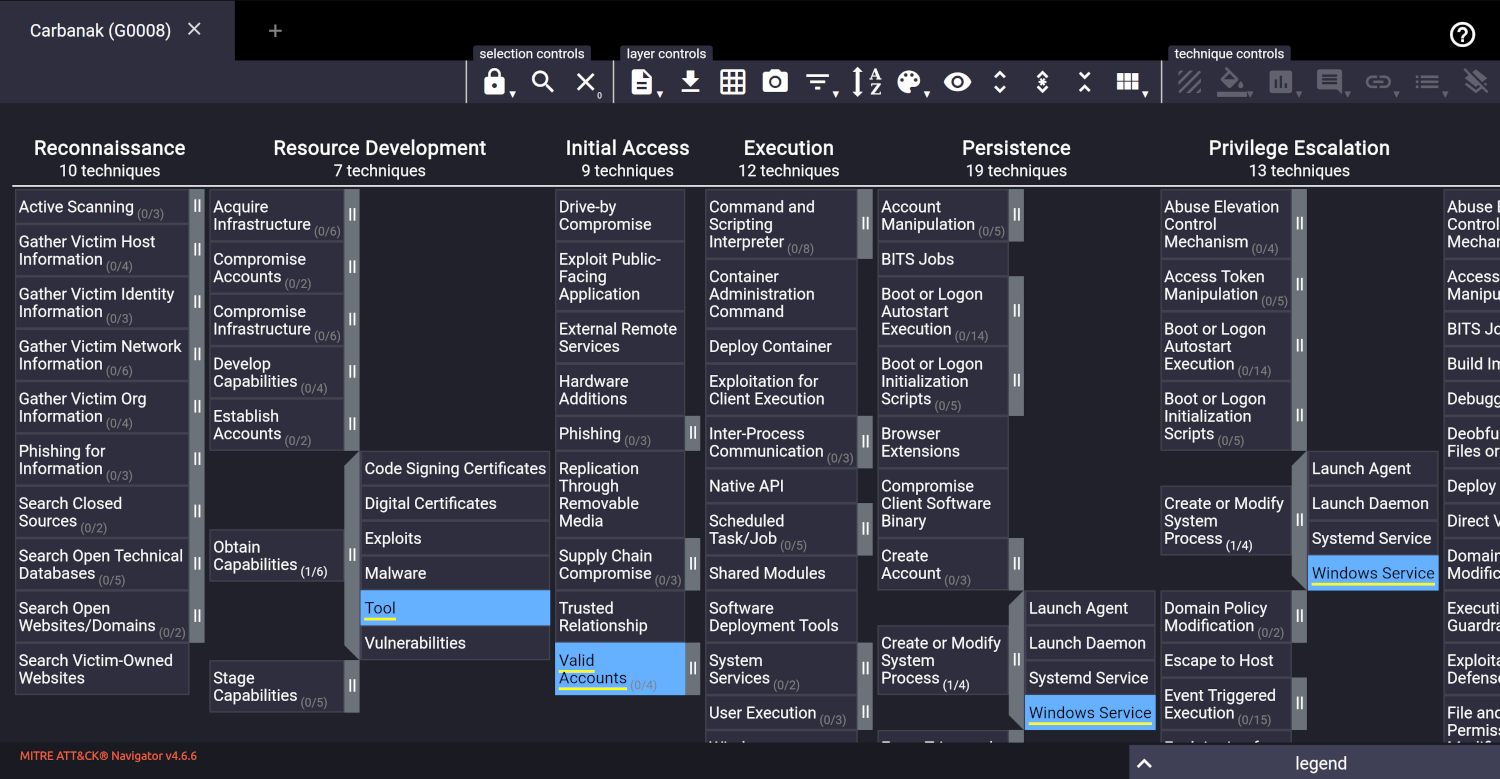 Carbanak (G0008)
selection controls
layer controls
technique controls
0
A
Z
Reconnaissance
10 techniques
Active Scanning (0/3)
Gather Victim Host
Information (0/4)
Gather Victim Identity
Information (0/3)
Gather Victim Network
Information (0/6)
Gather Victim Org
Information (0/4)
Phishing for
Information (0/3)
Search Closed
Sources (0/2)
Search Open Technical
Databases (0/5)
Search Open
Websites/Domains (0/2)
Search Victim-Owned
Websites
Resource Development
7 techniques
Acquire
Infrastructure (0/6)
Compromise
Accounts (0/2)
Compromise
Infrastructure (0/6)
Develop
Capabilities (0/4)
Establish
Accounts (0/2)
Obtain
Capabilities (1/6)
Code Signing Certificates
Digital Certificates
Exploits
Malware
Tool
Vulnerabilities
Stage
Capabilities (0/5)
Initial Access
9 techniques
Drive-by
Compromise
Exploit Public-
Facing
Application
External Remote
Services
Hardware
Additions
Phishing (0/3)
Replication
Through
Removable
Media
Supply Chain
Compromise (0/3)
Trusted
Relationship
Valid
Accounts (0/4)
Execution
12 techniques
Command and
Scripting
Interpreter (0/8)
Container
Administration
Command
Deploy Container
Exploitation for
Client Execution
Inter-Process
Communication (0/3)
Native API
Scheduled
Task/Job (0/5)
Shared Modules
Software
Deployment Tools
System
Services (0/2)
User Execution (0/3)
Persistence
19 techniques
Account
Manipulation (0/5)
BITS Jobs
Boot or Logon
Autostart
Execution (0/14)
Boot or Logon
Initialization
Scripts (0/5)
Browser
Extensions
Compromise
Client Software
Binary
Create
Account (0/3)
Create or Modify
System
Process (1/4)
Launch Agent
Launch Daemon
Systemd Service
Windows Service
Privilege Escalation
13 techniques
Abuse Elevation
Control
Mechanism (0/4)
Access Token
Manipulation (0/5)
Boot or Logon
Autostart
Execution (0/14)
Boot or Logon
Initialization
Scripts (0/5)
Create or Modify
System
Process (1/4)
Launch Agent
Launch Daemon
Systemd Service
Windows Service
Domain Policy
Modification (0/2)
Escape to Host
Event Triggered
Execution (0/15)
Abuse
Control
Access
BITS
Build
Files or
Deploy
Direct
File and
MITRE ATT&CK® Navigator v4.6.6
legend